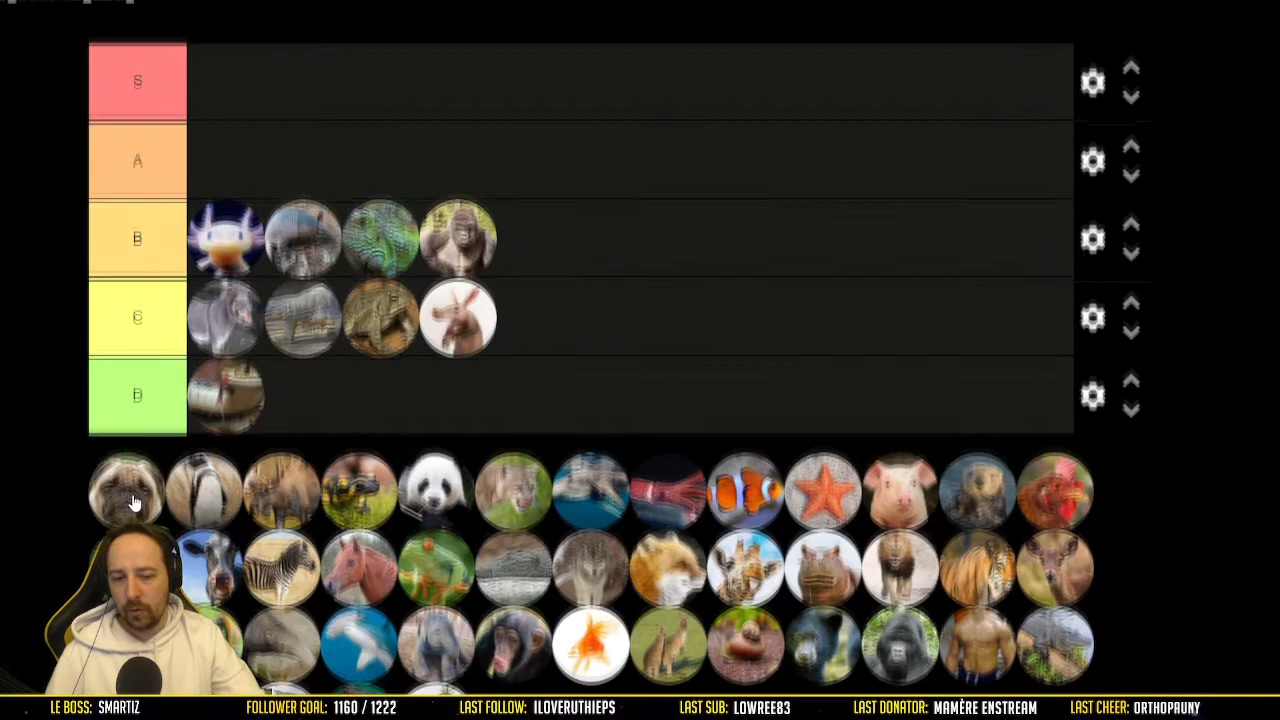 S
A
B
C
D
LE BOSS: SMARTIZ FOLLOWER GOAL: 1160 / 1222 LAST FOLLOW: ILOVERUTHIEPS LAST SUB: LOWREE83 LAST DONATOR: MAMÈRE ENSTREAM LAST CHEER: ORTHOPAUNY